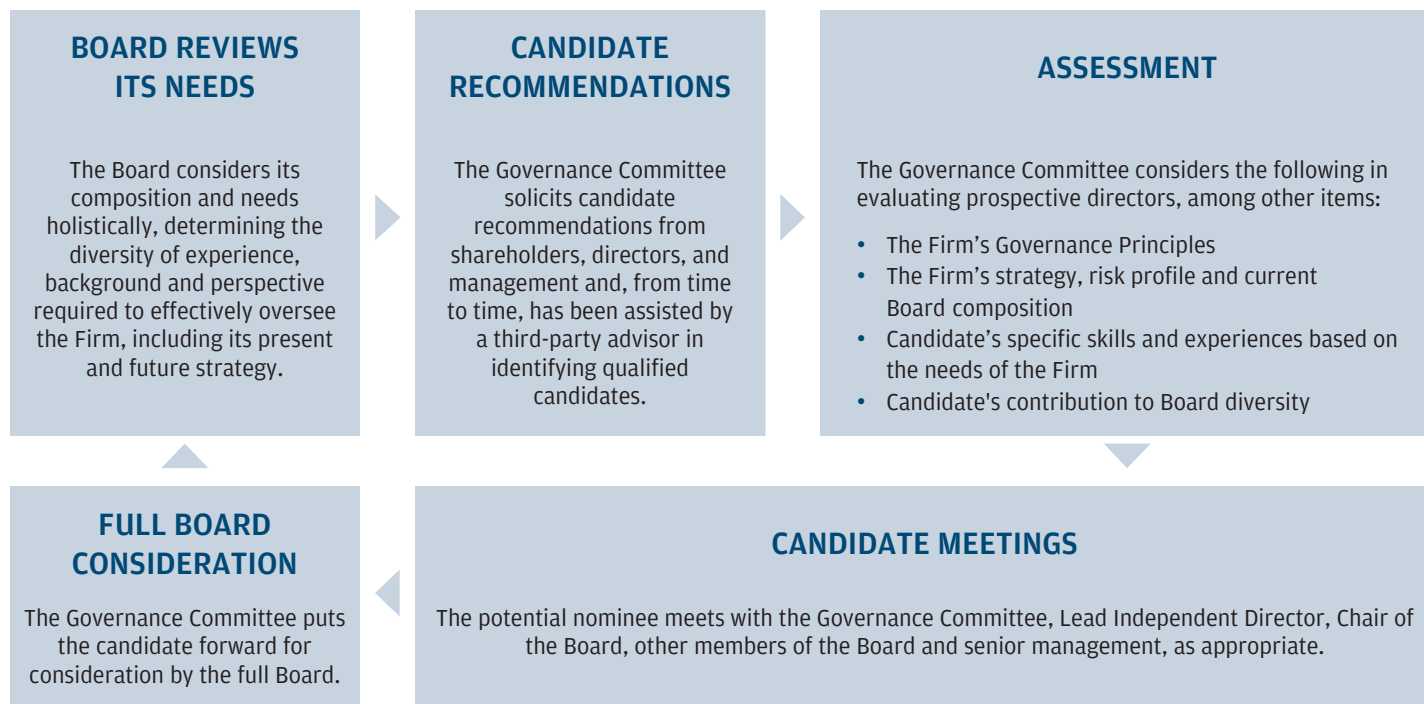 BOARD REVIEWS
ITS NEEDS
The Board considers its
composition and needs
holistically, determining the
diversity of experience,
background and perspective
required to effectively oversee
the Firm, including its present
and future strategy.
CANDIDATE
RECOMMENDATIONS
The Governance Committee
solicits candidate
recommendations from
shareholders, directors, and
management and, from time
to time, has been assisted by
a third-party advisor in
identifying qualified
candidates.
ASSESSMENT
The Governance Committee considers the following in
evaluating prospective directors, among other items:
• The Firm’s Governance Principles
• The Firm’s strategy, risk profile and current
Board composition
• Candidate’s specific skills and experiences based on
the needs of the Firm
• Candidate's contribution to Board diversity
CANDIDATE MEETINGS
The potential nominee meets with the Governance Committee, Lead Independent Director, Chair of
the Board, other members of the Board and senior management, as appropriate.
FULL BOARD
CONSIDERATION
The Governance Committee puts
the candidate forward for
consideration by the full Board.